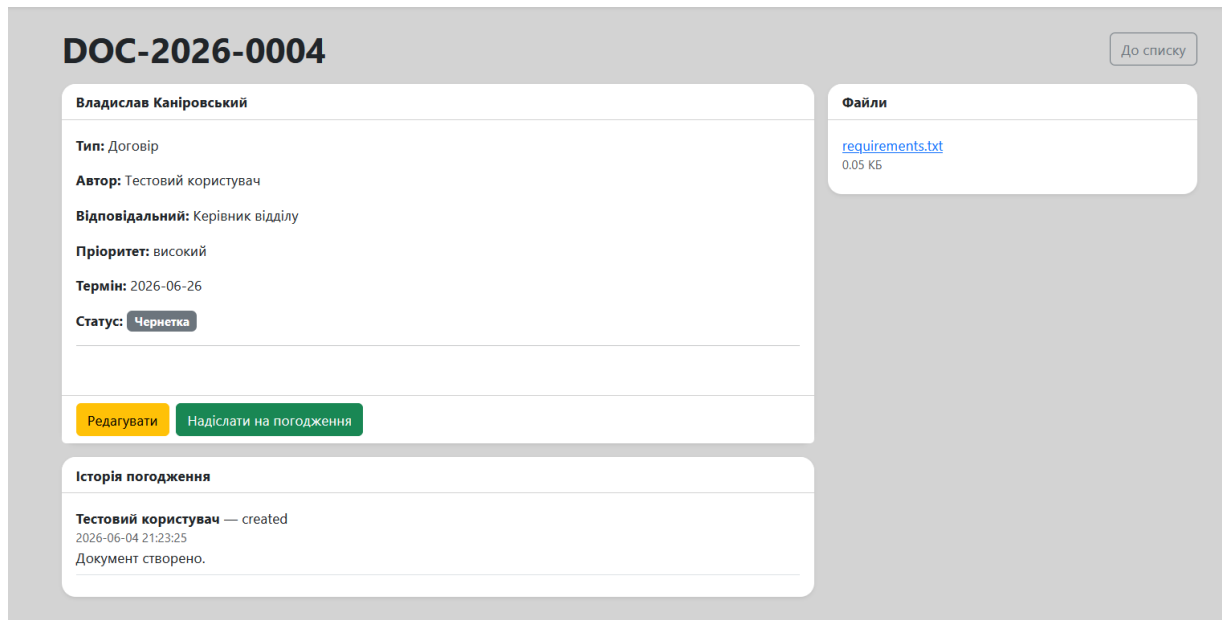 DOC-2026-0004
До списку
Владислав Каніровський
Тип: Договір
Автор: Тестовий користувач
Відповідальний: Керівник відділу
Пріоритет: високий
Термін: 2026-06-26
Статус: Чернетка
Редагувати
Надіслати на погодження
Файли
requirements.txt
0.05 КБ
Історія погодження
Тестовий користувач — created
2026-06-04 21:23:25
Документ створено.